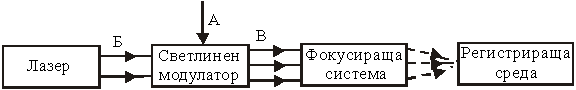 А
Б
В
Лазер
Светлинен
модулатор
Фокусираща
система
Регистрираща
среда